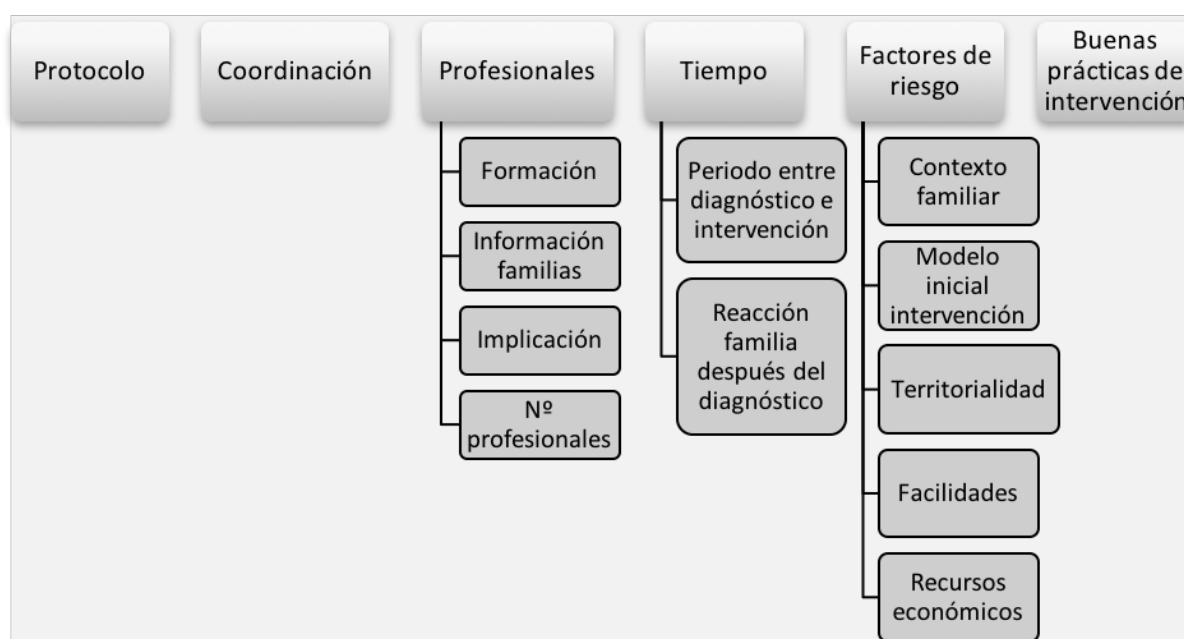 Protocolo
Coordinación
Profesionales
Formación
Información
familias
Implicación
Nº
profesionales
Tiempo
Periodo entre
diagnóstico e
intervención
Reacción
familia
después del
diagnóstico
Factores de
riesgo
Contexto
familiar
Modelo
inicial
intervención
Territorialidad
Facilidades
Recursos
económicos
Buenas
prácticas de
intervención